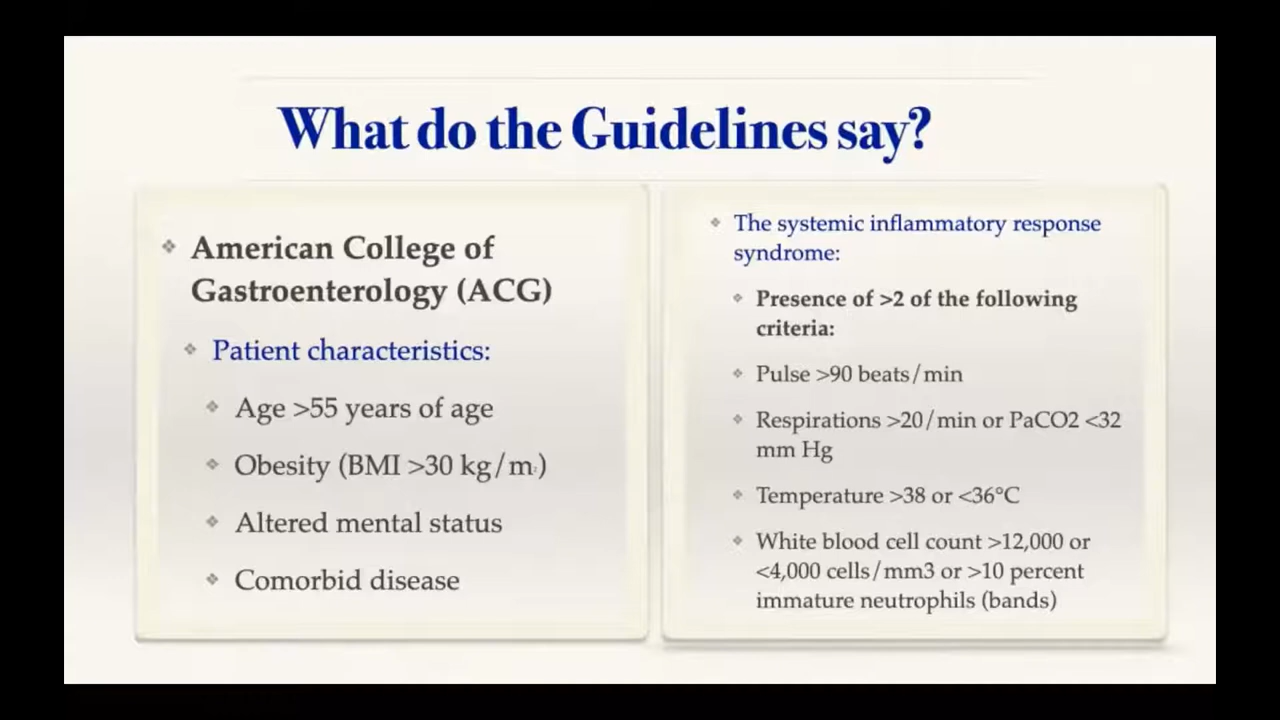 What do the Guidelines say?
American College of
Gastroenterology (ACG)
Patient characteristics:
Age >55 years of age
Obesity (BMI >30 kg/m2)
Altered mental status
Comorbid disease
The systemic inflammatory response
syndrome:
Presence of >2 of the following
criteria:
Pulse >90 beats/min
Respirations >20/min or PaCO2 <32
mm Hg
Temperature >38 or <36°C
White blood cell count >12,000 or
<4,000 cells/mm3 or >10 percent
immature neutrophils (bands)